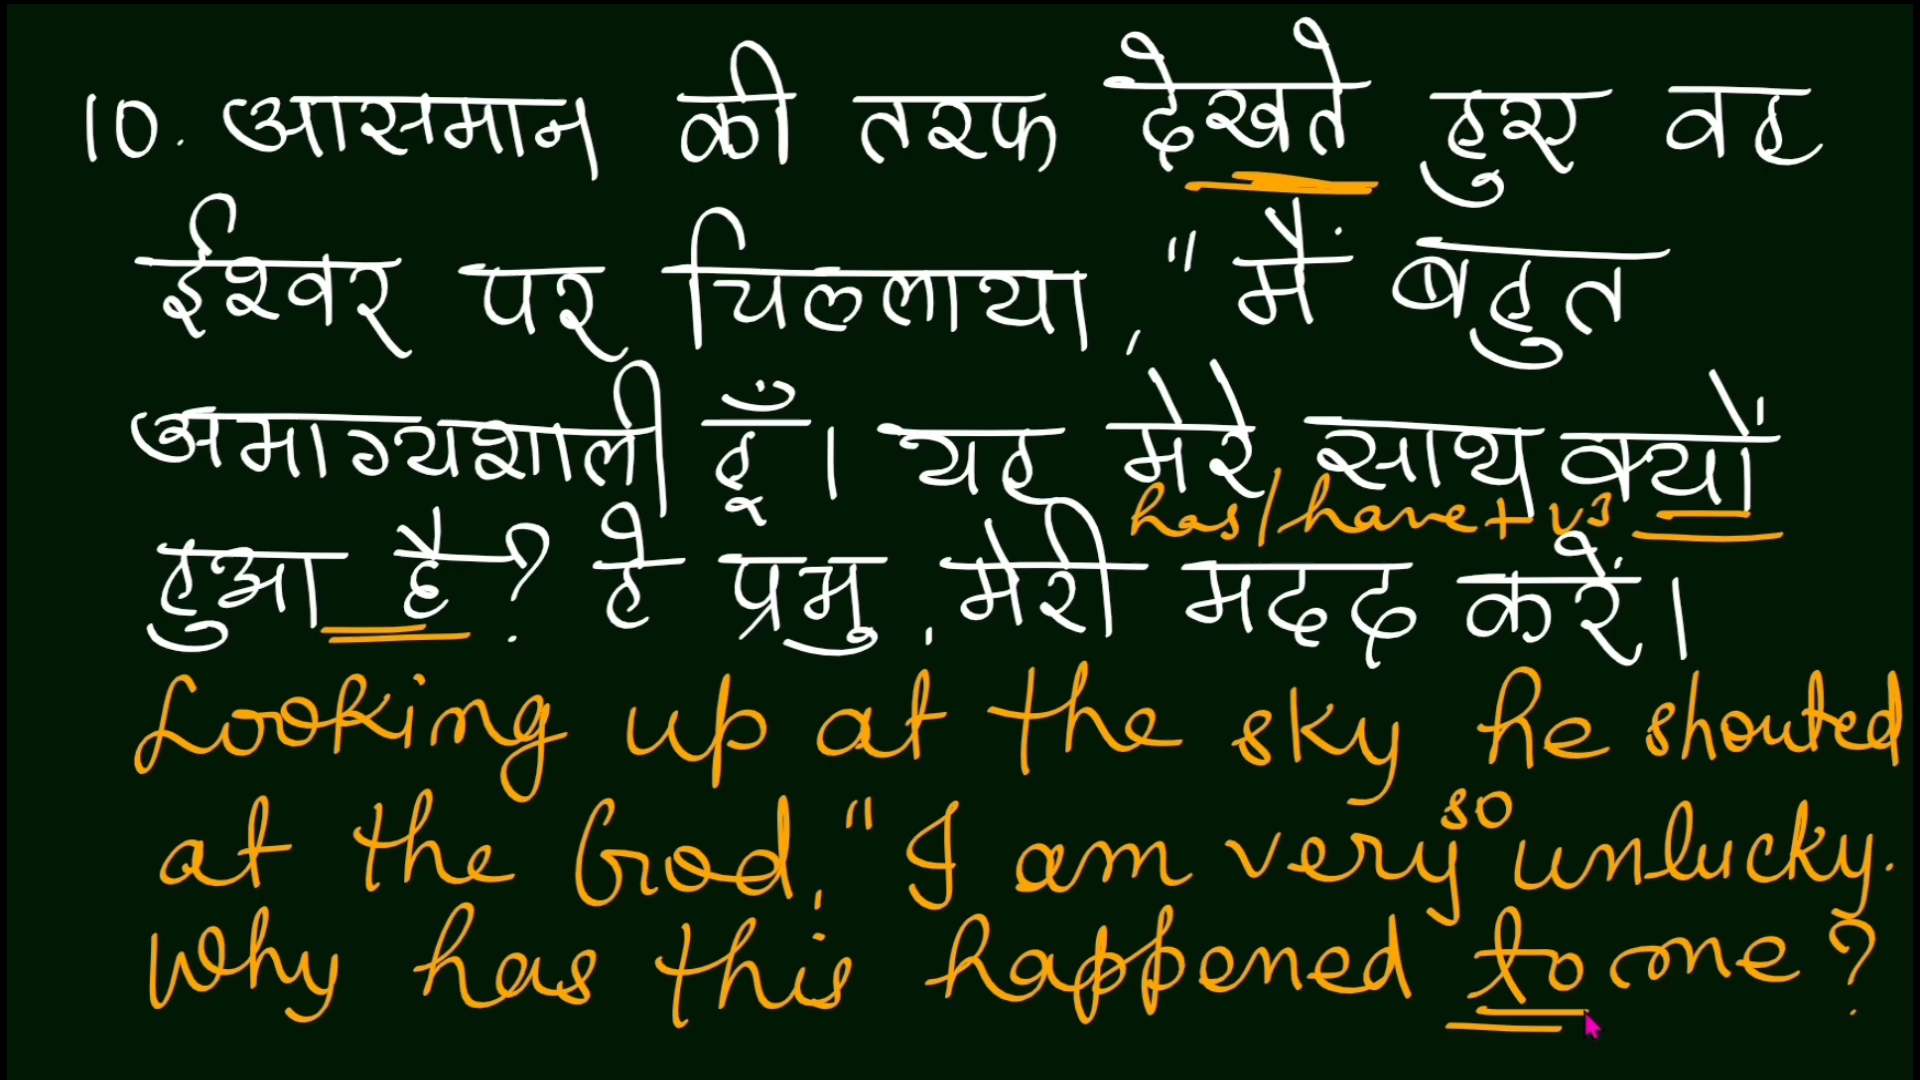 10. आसमान की तरफ देखते हुए वह
ईश्वर पर चिल्लाया, "मैं बहुत
अभाग्यशाली हूँ। यह मेरे साथ क्यों
has/have + v3
हुआ है? हे प्रभु, मेरी मदद करें।
Looking up at the sky he shouted
so
at the God, "I am very unlucky.
Why has this happened to me?